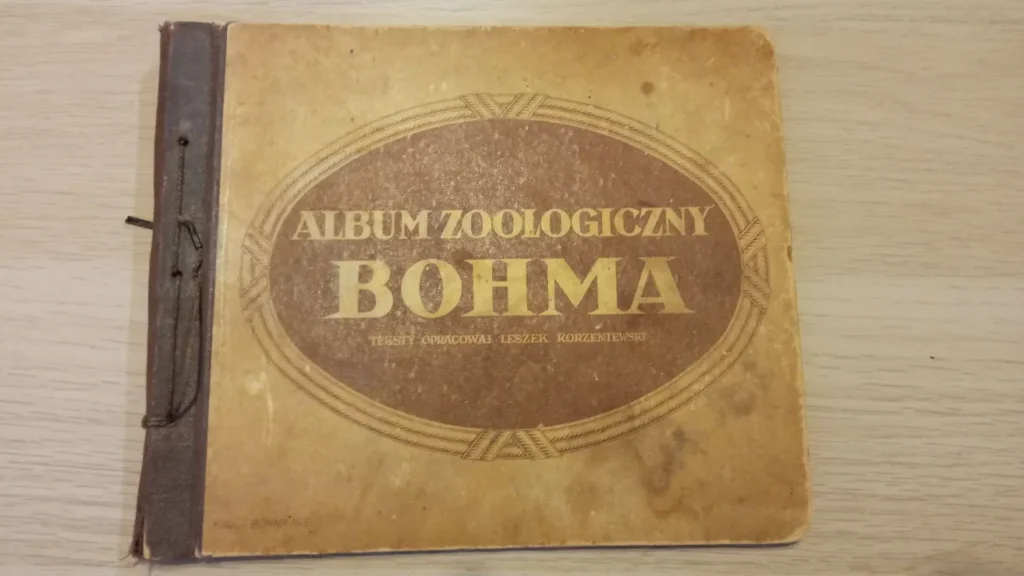 ALBUM ZOOLOGICZNY
BOHMA
TEKSTY OPRACOWAŁ LESZEK KORZENIEWSKI